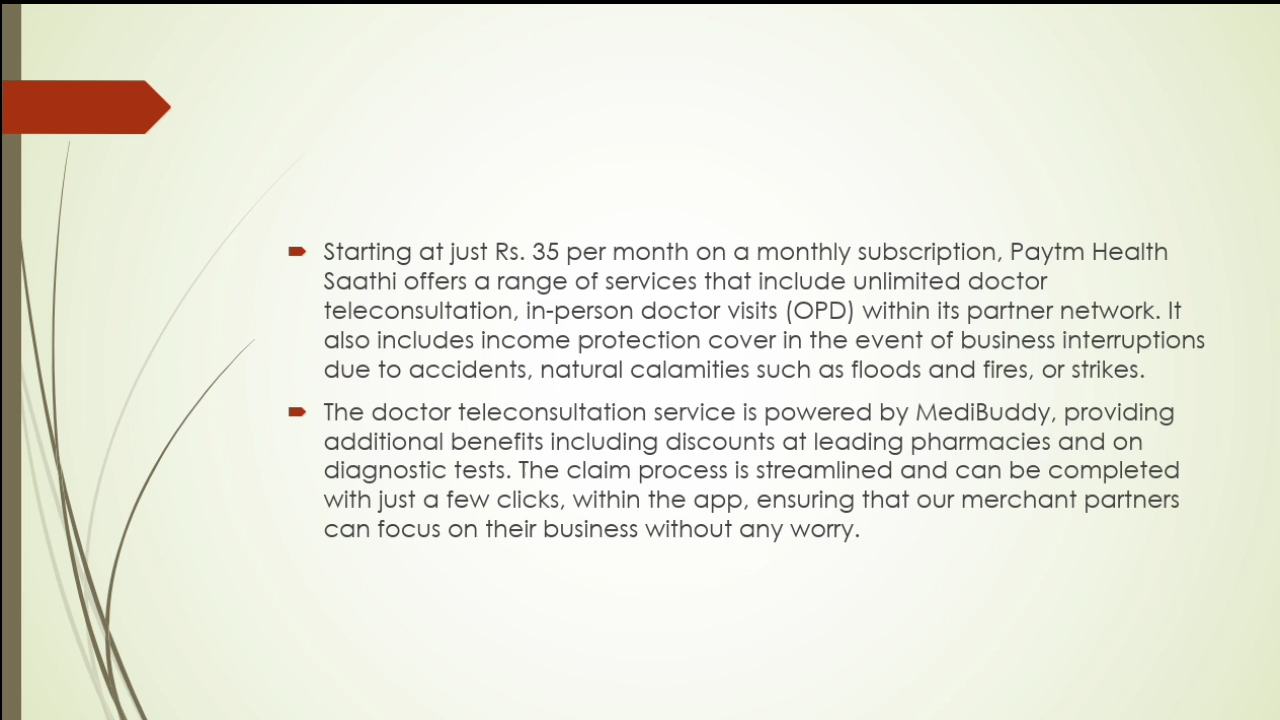 Starting at just Rs. 35 per month on a monthly subscription, Paytm Health
Saathi offers a range of services that include unlimited doctor
teleconsultation, in-person doctor visits (OPD) within its partner network. It
also includes income protection cover in the event of business interruptions
due to accidents, natural calamities such as floods and fires, or strikes.
The doctor teleconsultation service is powered by MediBuddy, providing
additional benefits including discounts at leading pharmacies and on
diagnostic tests. The claim process is streamlined and can be completed
with just a few clicks, within the app, ensuring that our merchant partners
can focus on their business without any worry.